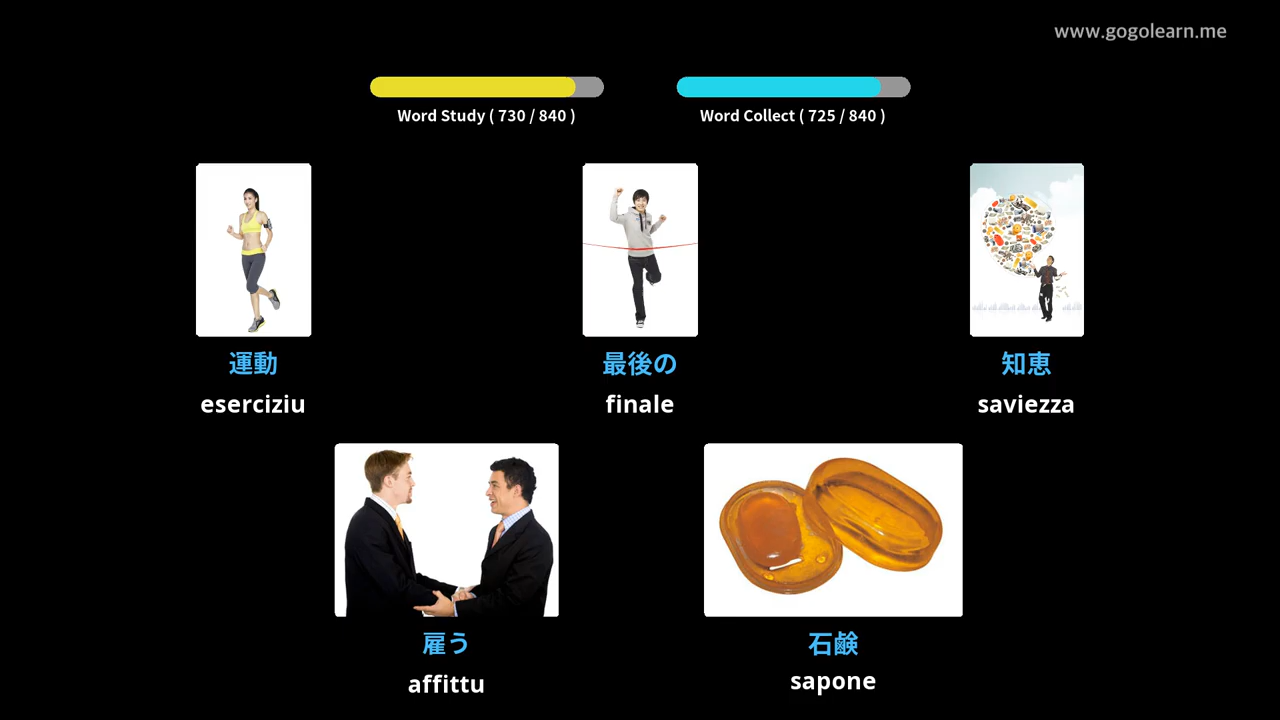 www.gogolearn.me
Word Study ( 730 / 840 )
Word Collect ( 725 / 840 )
運動
最後の
知恵
eserciziu
finale
saviezza
雇う
石鹸
affittu
sapone